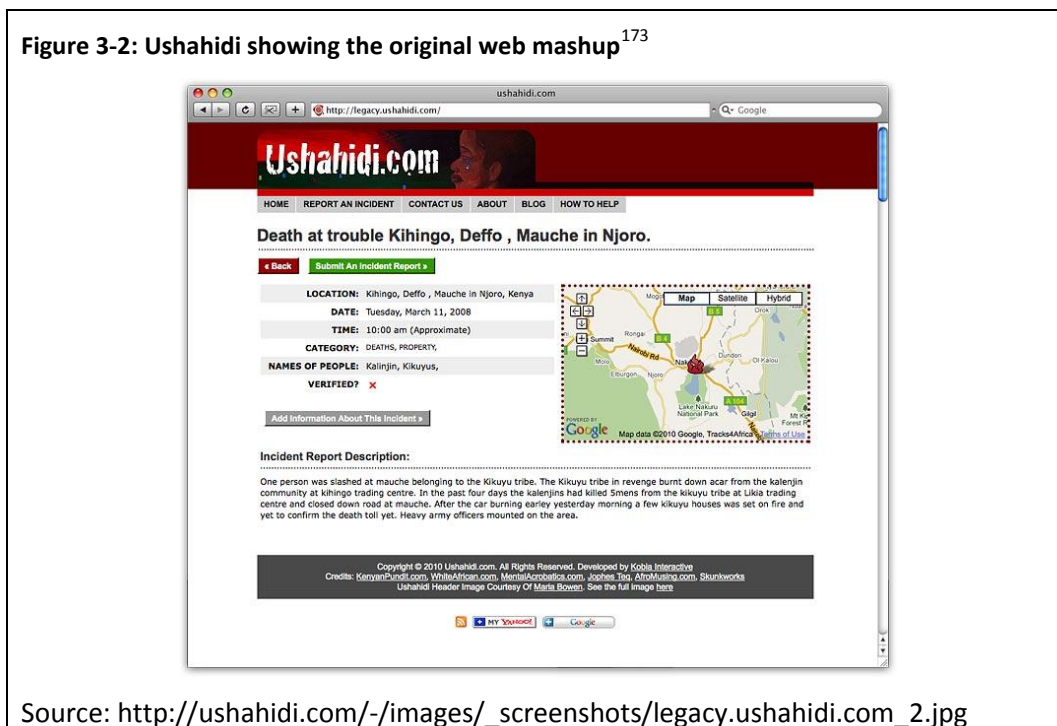 Figure 3-2: Ushahidi showing the original web mashup173
ushahidi.com
http://legacy.ushahidi.com/
Google
Ushahidi.com
HOME REPORT AN INCIDENT CONTACT US ABOUT BLOG HOW TO HELP
Death at trouble Kihingo, Deffo , Mauche in Njoro.
« Back Submit An Incident Report »
LOCATION: Kihingo, Deffo , Mauche in Njoro, Kenya
DATE: Tuesday, March 11, 2008
TIME: 10:00 am (Approximate)
CATEGORY: DEATHS, PROPERTY,
NAMES OF PEOPLE: Kalinjin, Kikuyus,
VERIFIED?
Add Information About This Incident »
Map Satellite Hybrid
B 5
Rongai
B 4
Summit
Nairobi Rd
Molo
Elburgon
Njoro
Dundori
Ol Kalou
Lake Nakuru
National Park
A 104
Gilgil
POWERED BY
Google
Map data ©2010 Google, Tracks4Africa Terms of Use
Incident Report Description:
One person was slashed at mauche belonging to the Kikuyu tribe. The Kikuyu tribe in revenge burnt down acar from the kalenjin
community at kihingo trading centre. In the past four days the kalenjins had killed 5mens from the kikuyu tribe at Likia trading
centre and closed down road at mauche. After the car burning earley yesterday morning a few kikuyu houses was set on fire and
yet to confirm the death toll yet. Heavy army officers mounted on the area.
Copyright © 2010 Ushahidi.com. All Rights Reserved. Developed by Kobia Interactive
Credits: KenyanPundit.com, WhiteAfrican.com, MentalAcrobatics.com, Jophes Teq, AfroMusing.com, Skunkworks
Ushahidi Header Image Courtesy Of Maria Bowen. See the full image here
MY YAHOO! Google
Source: http://ushahidi.com/-/images/_screenshots/legacy.ushahidi.com_2.jpg